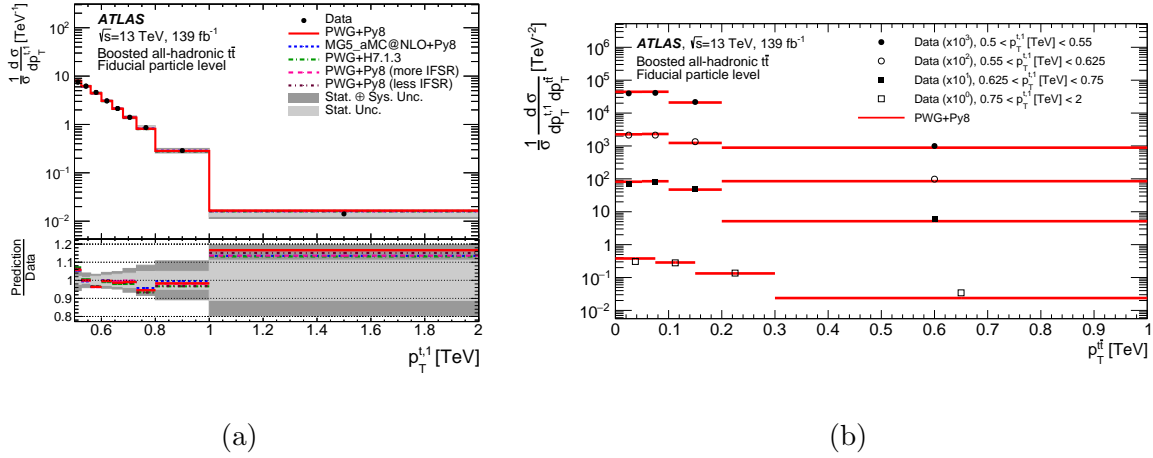 ATLAS
√s=13 TeV, 139 fb⁻¹
Boosted all-hadronic tt̄
Fiducial particle level
Data
PWG+Py8
MG5_aMC@NLO+Py8
PWG+H7.1.3
PWG+Py8 (more IFSR)
PWG+Py8 (less IFSR)
Stat. ⊕ Sys. Unc.
Stat. Unc.
1/σ d σ/dp_T^{t,1} [TeV⁻¹]
10
1
10⁻¹
10⁻²
Prediction
Data
1.2
1.1
1.0
0.9
0.8
0.6 0.8 1 1.2 1.4 1.6 1.8 2
p_T^{t,1} [TeV]
(a)
ATLAS, √s=13 TeV, 139 fb⁻¹
Boosted all-hadronic tt̄
Fiducial particle level
Data (x10³), 0.5 < p_T^{t,1} [TeV] < 0.55
Data (x10²), 0.55 < p_T^{t,1} [TeV] < 0.625
Data (x10¹), 0.625 < p_T^{t,1} [TeV] < 0.75
Data (x10⁰), 0.75 < p_T^{t,1} [TeV] < 2
PWG+Py8
1/σ d σ/dp_T^{t,1} dp_T^{tt̄} [TeV⁻²]
10⁶
10⁵
10⁴
10³
10²
10
1
10⁻¹
10⁻²
0 0.1 0.2 0.3 0.4 0.5 0.6 0.7 0.8 0.9 1
p_T^{tt̄} [TeV]
(b)